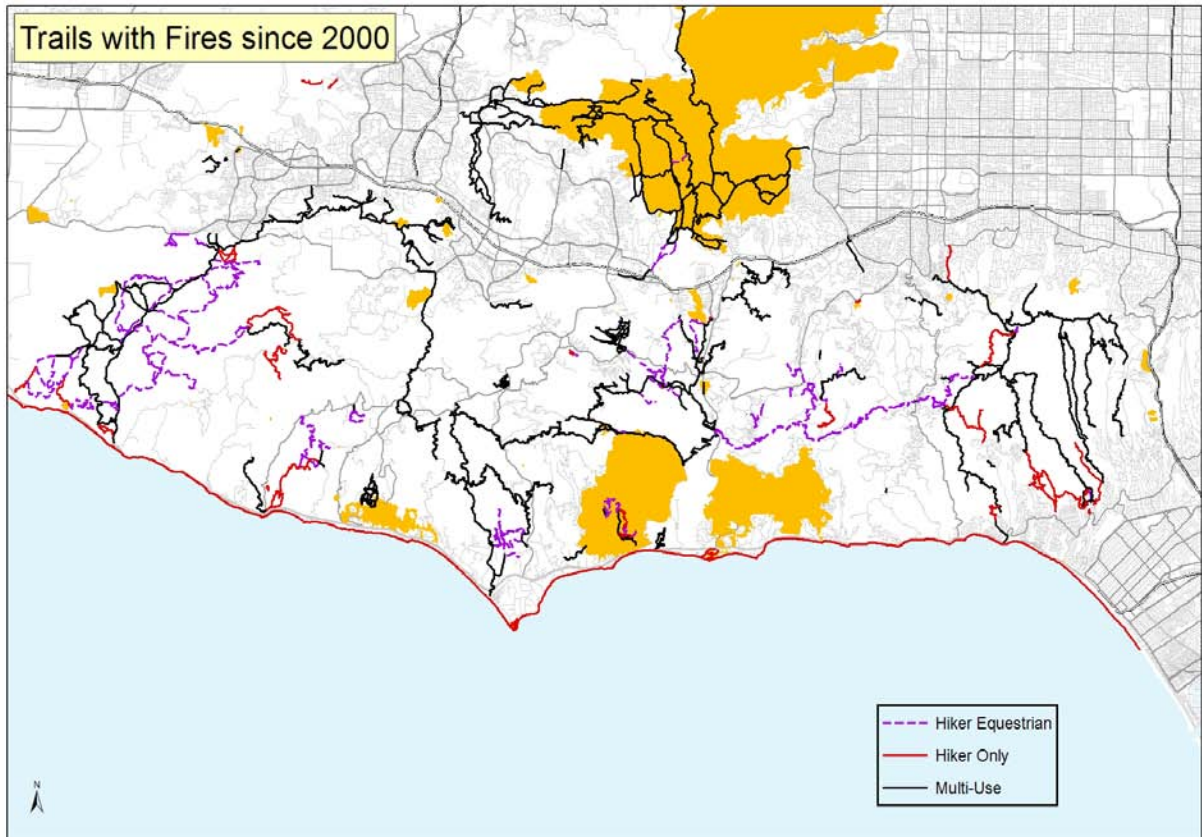 Trails with Fires since 2000
Hiker Equestrian
Hiker Only
Multi-Use
N